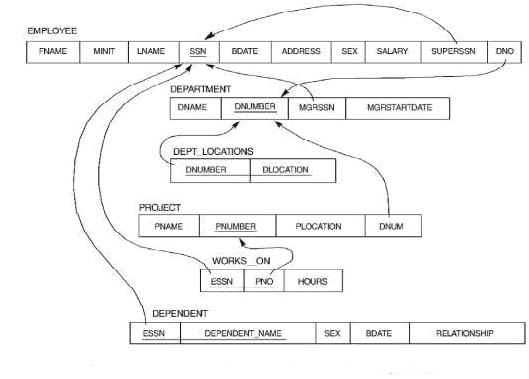 EMPLOYEE
FNAME MINIT LNAME SSN BDATE ADDRESS SEX SALARY SUPERSSN DNO
DEPARTMENT
DNAME DNUMBER MGRSSN MGRSTARTDATE
DEPT_LOCATIONS
DNUMBER DLOCATION
PROJECT
PNAME PNUMBER PLOCATION DNUM
WORKS_ON
ESSN PNO HOURS
DEPENDENT
ESSN DEPENDENT_NAME SEX BDATE RELATIONSHIP